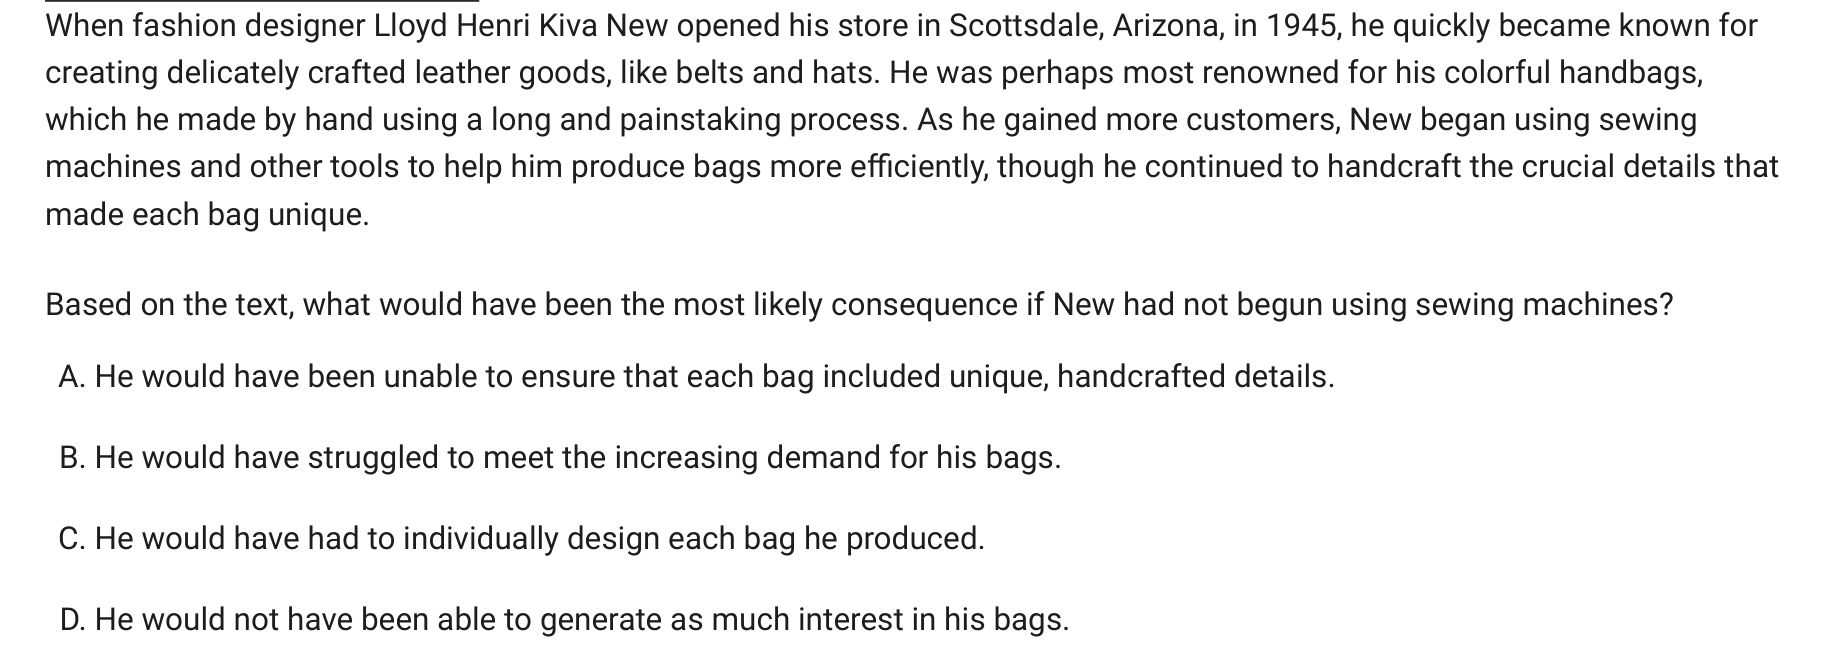 When fashion designer Lloyd Henri Kiva New opened his store in Scottsdale, Arizona, in 1945, he quickly became known for
creating delicately crafted leather goods, like belts and hats. He was perhaps most renowned for his colorful handbags,
which he made by hand using a long and painstaking process. As he gained more customers, New began using sewing
machines and other tools to help him produce bags more efficiently, though he continued to handcraft the crucial details that
made each bag unique.
Based on the text, what would have been the most likely consequence if New had not begun using sewing machines?
A. He would have been unable to ensure that each bag included unique, handcrafted details.
B. He would have struggled to meet the increasing demand for his bags.
C. He would have had to individually design each bag he produced.
D. He would not have been able to generate as much interest in his bags.